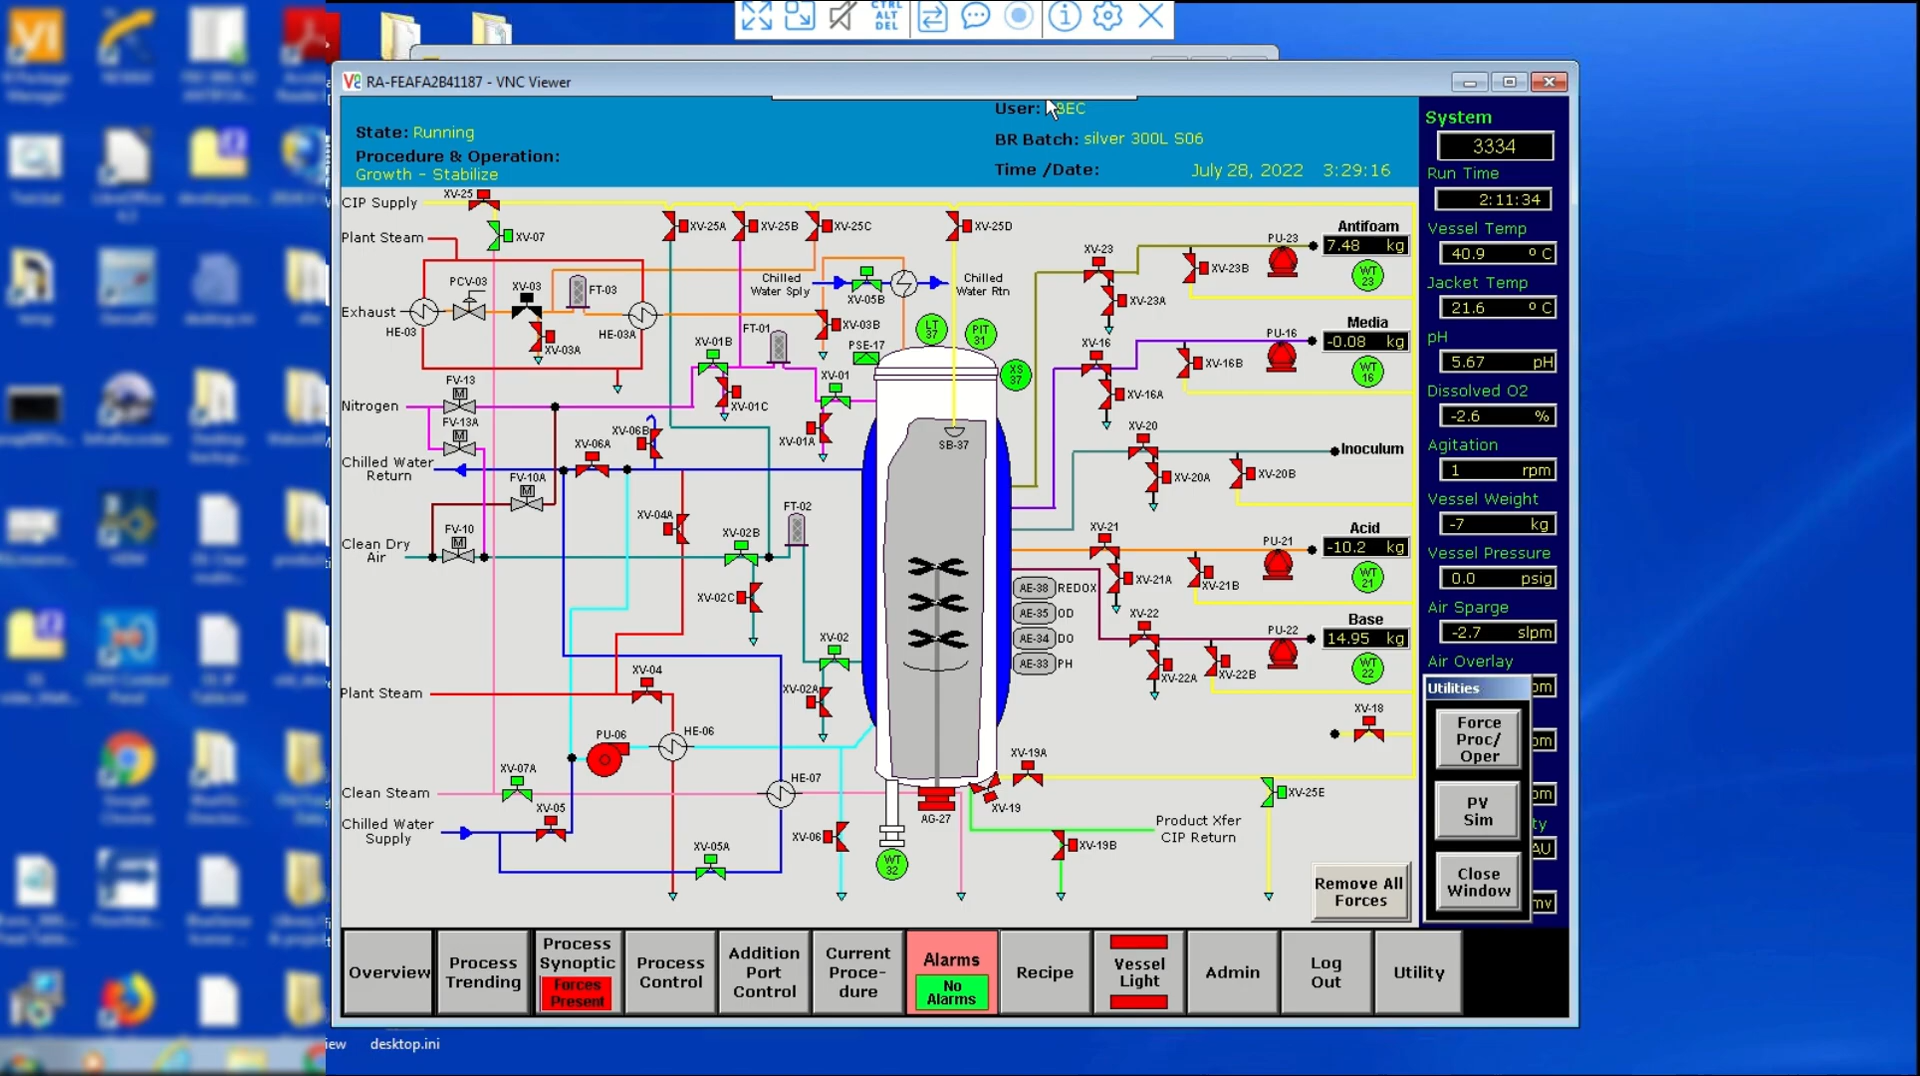 CTRL
ALT
DEL
RA-FEAFA2B41187 - VNC Viewer
State: Running
Procedure & Operation:
Growth - Stabilize
User:
BEC
BR Batch: silver 300L S06
Time /Date: July 28, 2022 3:29:16
System
3334
Run Time
2:11:34
Vessel Temp
40.9 º C
Jacket Temp
21.6 º C
pH
5.67 pH
Dissolved O2
-2.6 %
Agitation
1 rpm
Vessel Weight
-7 kg
Vessel Pressure
0.0 psig
Air Sparge
-2.7 slpm
Air Overlay
Utilities
Force
Proc/
Oper
PV
Sim
Close
Window
CIP Supply
XV-25
XV-25A
XV-25B
XV-25C
XV-25D
Plant Steam
XV-07
PCV-03
XV-03
FT-03
Exhaust
HE-03
XV-03A
HE-03A
Chilled
Water Sply
XV-05B
Chilled
Water Rtn
XV-03B
FT-01
XV-01B
PSE-17
LT
37
PIT
31
XS
37
XV-01
XV-01C
XV-01A
FV-13
Nitrogen
FV-13A
XV-06B
XV-06A
Chilled Water
Return
FV-10A
SB-37
XV-04A
FT-02
XV-02B
FV-10
Clean Dry
Air
XV-02C
XV-02
XV-02A
XV-04
Plant Steam
PU-06
HE-06
XV-07A
HE-07
Clean Steam
XV-05
Chilled Water
Supply
XV-05A
XV-06
WT
32
AG-27
XV-19
XV-19A
XV-19B
Product Xfer
CIP Return
XV-25E
XV-18
Antifoam
7.48 kg
WT
23
PU-23
XV-23
XV-23B
XV-23A
Media
-0.08 kg
WT
16
PU-16
XV-16
XV-16B
XV-16A
XV-20
Inoculum
XV-20A
XV-20B
Acid
-10.2 kg
WT
21
PU-21
XV-21
XV-21A
XV-21B
Base
14.95 kg
WT
22
PU-22
XV-22
XV-22A
XV-22B
AE-38 REDOX
AE-35 OD
AE-34 DO
AE-33 PH
Remove All
Forces
Overview
Process
Trending
Process
Synoptic
Forces
Present
Process
Control
Addition
Port
Control
Current
Proce-
dure
Alarms
No
Alarms
Recipe
Vessel
Light
Admin
Log
Out
Utility
desktop.ini